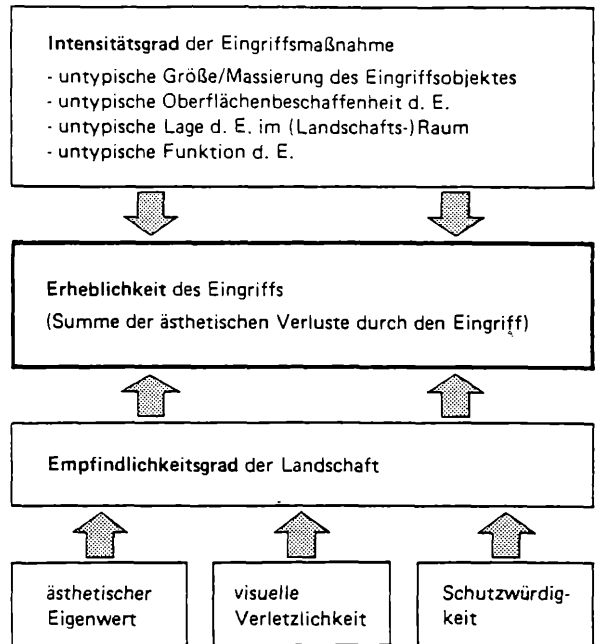 Intensitätsgrad der Eingriffsmaßnahme
- untypische Größe/Massierung des Eingriffsobjektes
- untypische Oberflächenbeschaffenheit d. E.
- untypische Lage d. E. im (Landschafts-)Raum
- untypische Funktion d. E.
Erheblichkeit des Eingriffs
(Summe der ästhetischen Verluste durch den Eingriff)
Empfindlichkeitsgrad der Landschaft
ästhetischer
Eigenwert
visuelle
Verletzlichkeit
Schutzwürdig-
keit